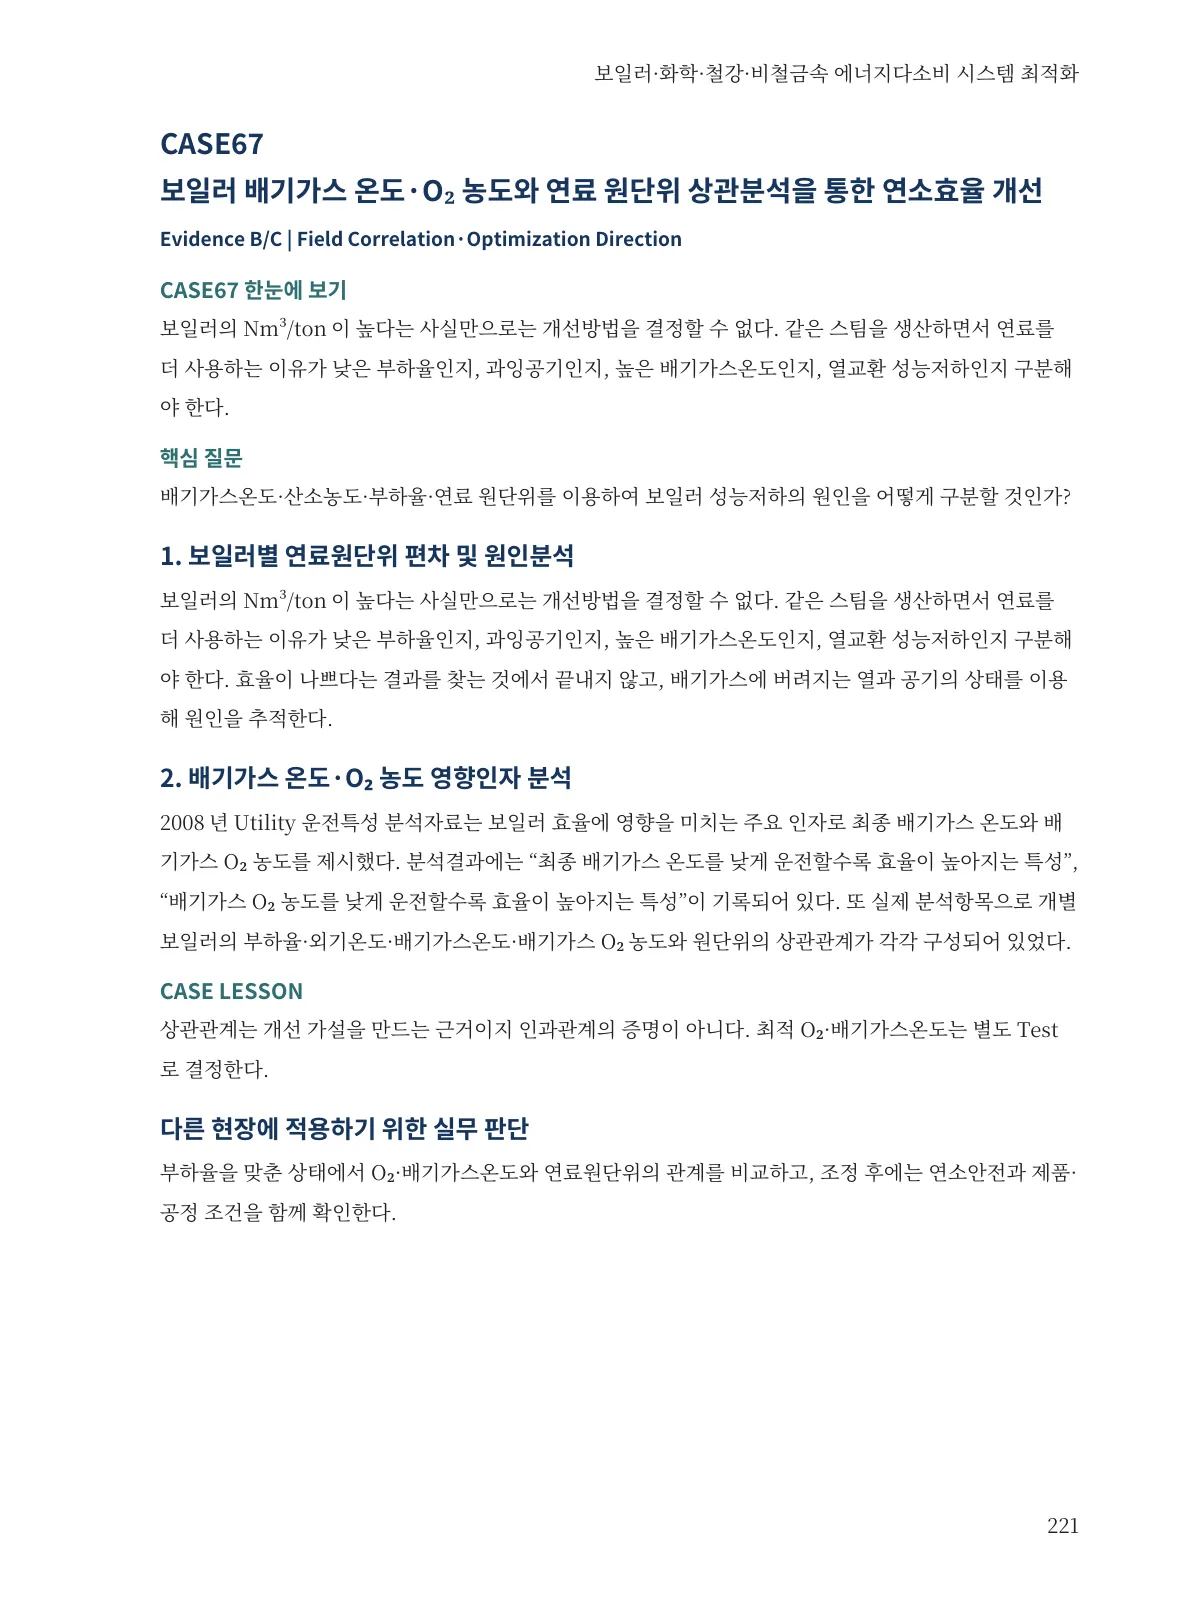 보일러·화학·철강·비철금속 에너지다소비 시스템 최적화
CASE67
보일러 배기가스 온도·O₂ 농도와 연료 원단위 상관분석을 통한 연소효율 개선
Evidence B/C | Field Correlation·Optimization Direction
CASE67 한눈에 보기
보일러의 Nm³/ton 이 높다는 사실만으로는 개선방법을 결정할 수 없다. 같은 스팀을 생산하면서 연료를
더 사용하는 이유가 낮은 부하율인지, 과잉공기인지, 높은 배기가스온도인지, 열교환 성능저하인지 구분해
야 한다.
핵심 질문
배기가스온도·산소농도·부하율·연료 원단위를 이용하여 보일러 성능저하의 원인을 어떻게 구분할 것인가?
1. 보일러별 연료원단위 편차 및 원인분석
보일러의 Nm³/ton 이 높다는 사실만으로는 개선방법을 결정할 수 없다. 같은 스팀을 생산하면서 연료를
더 사용하는 이유가 낮은 부하율인지, 과잉공기인지, 높은 배기가스온도인지, 열교환 성능저하인지 구분해
야 한다. 효율이 나쁘다는 결과를 찾는 것에서 끝내지 않고, 배기가스에 버려지는 열과 공기의 상태를 이용
해 원인을 추적한다.
2. 배기가스 온도·O₂ 농도 영향인자 분석
2008 년 Utility 운전특성 분석자료는 보일러 효율에 영향을 미치는 주요 인자로 최종 배기가스 온도와 배
기가스 O₂ 농도를 제시했다. 분석결과에는 “최종 배기가스 온도를 낮게 운전할수록 효율이 높아지는 특성”,
“배기가스 O₂ 농도를 낮게 운전할수록 효율이 높아지는 특성”이 기록되어 있다. 또 실제 분석항목으로 개별
보일러의 부하율·외기온도·배기가스온도·배기가스 O₂ 농도와 원단위의 상관관계가 각각 구성되어 있었다.
CASE LESSON
상관관계는 개선 가설을 만드는 근거이지 인과관계의 증명이 아니다. 최적 O₂·배기가스온도는 별도 Test
로 결정한다.
다른 현장에 적용하기 위한 실무 판단
부하율을 맞춘 상태에서 O₂·배기가스온도와 연료원단위의 관계를 비교하고, 조정 후에는 연소안전과 제품·
공정 조건을 함께 확인한다.
221